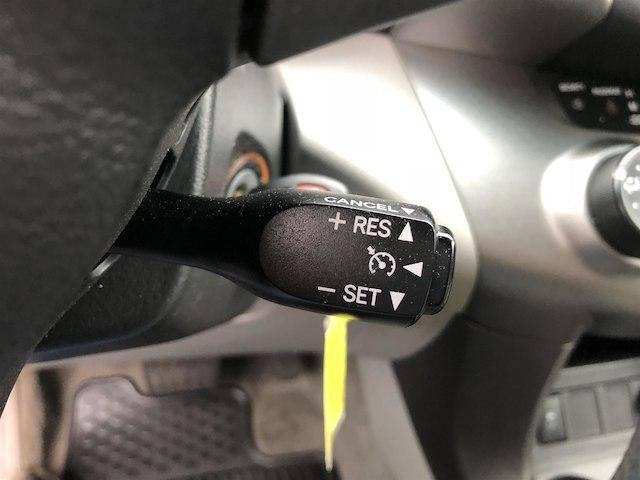 CANCEL ▼
+ RES ▲
◀
− SET ▼